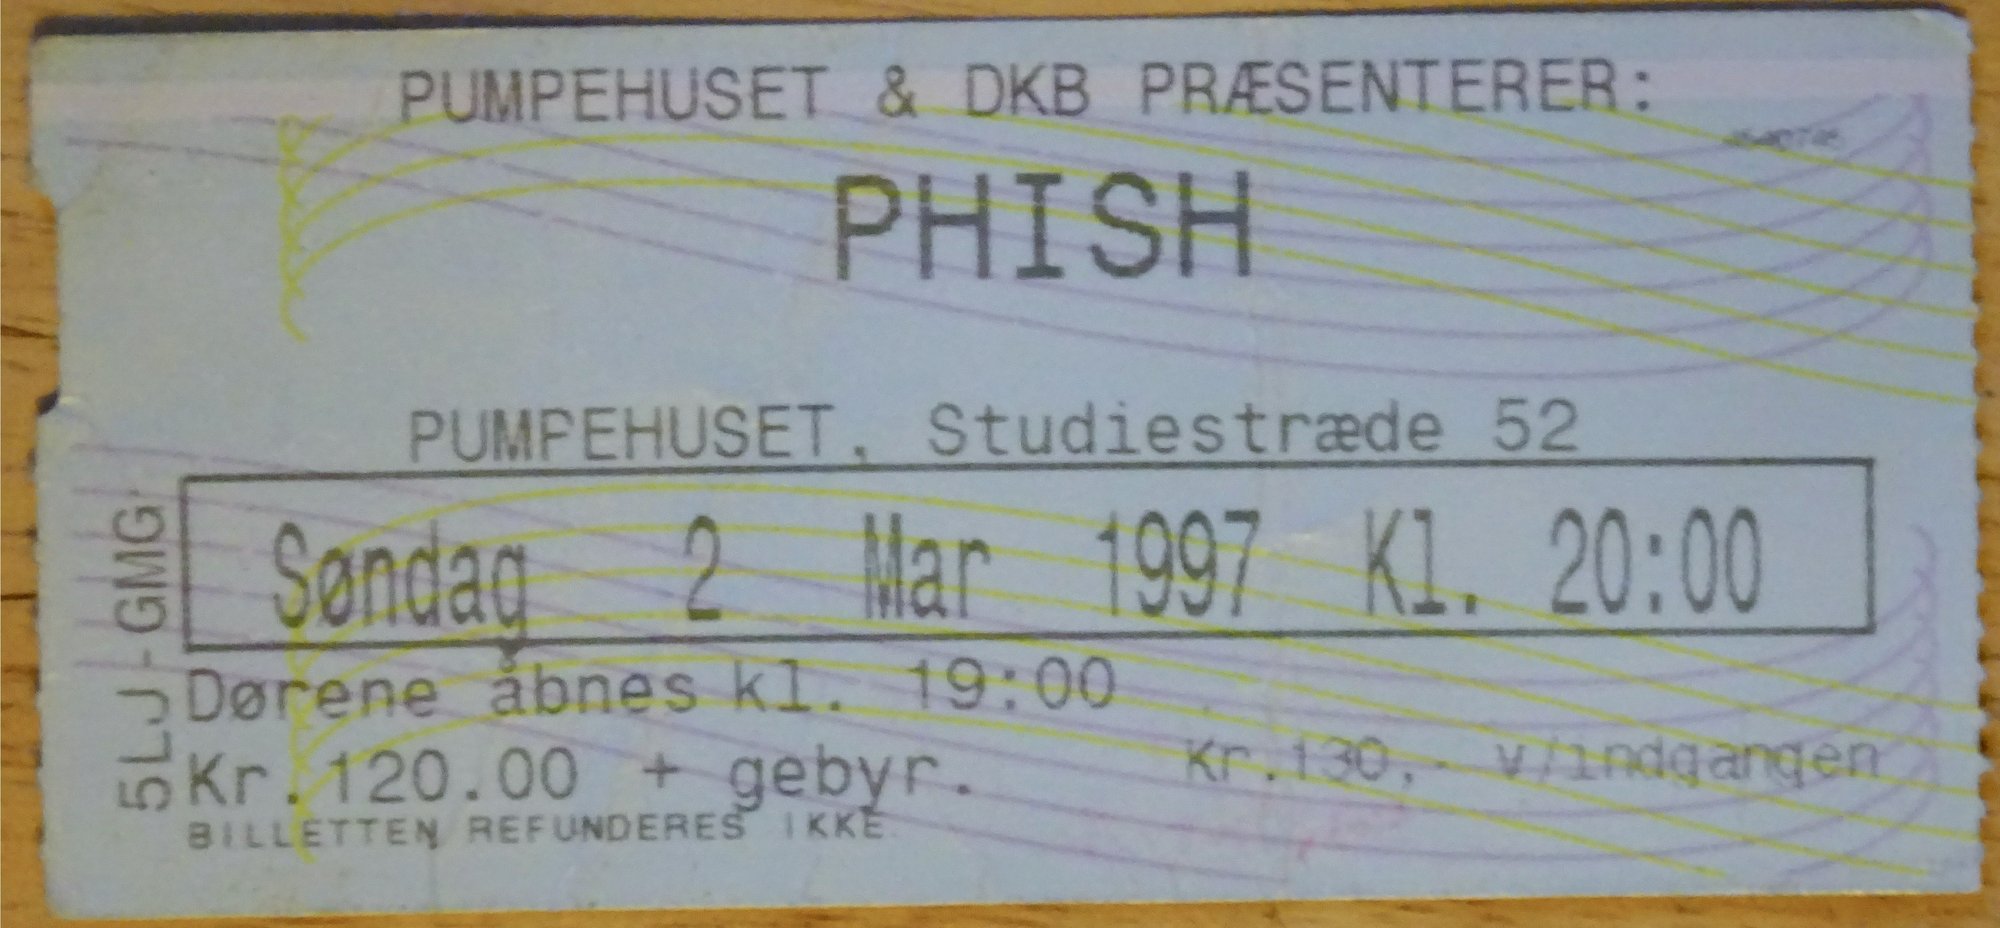 PUMPEHUSET & DKB PRÆSENTERER:
PHISH
PUMPEHUSET, Studiestræde 52
Søndag 2 Mar 1997 Kl. 20:00
Dørene åbnes kl. 19:00
Kr.120.00 + gebyr.
Kr.130,- v/indgangen
BILLETTEN REFUNDERES IKKE
5LJ-GMG